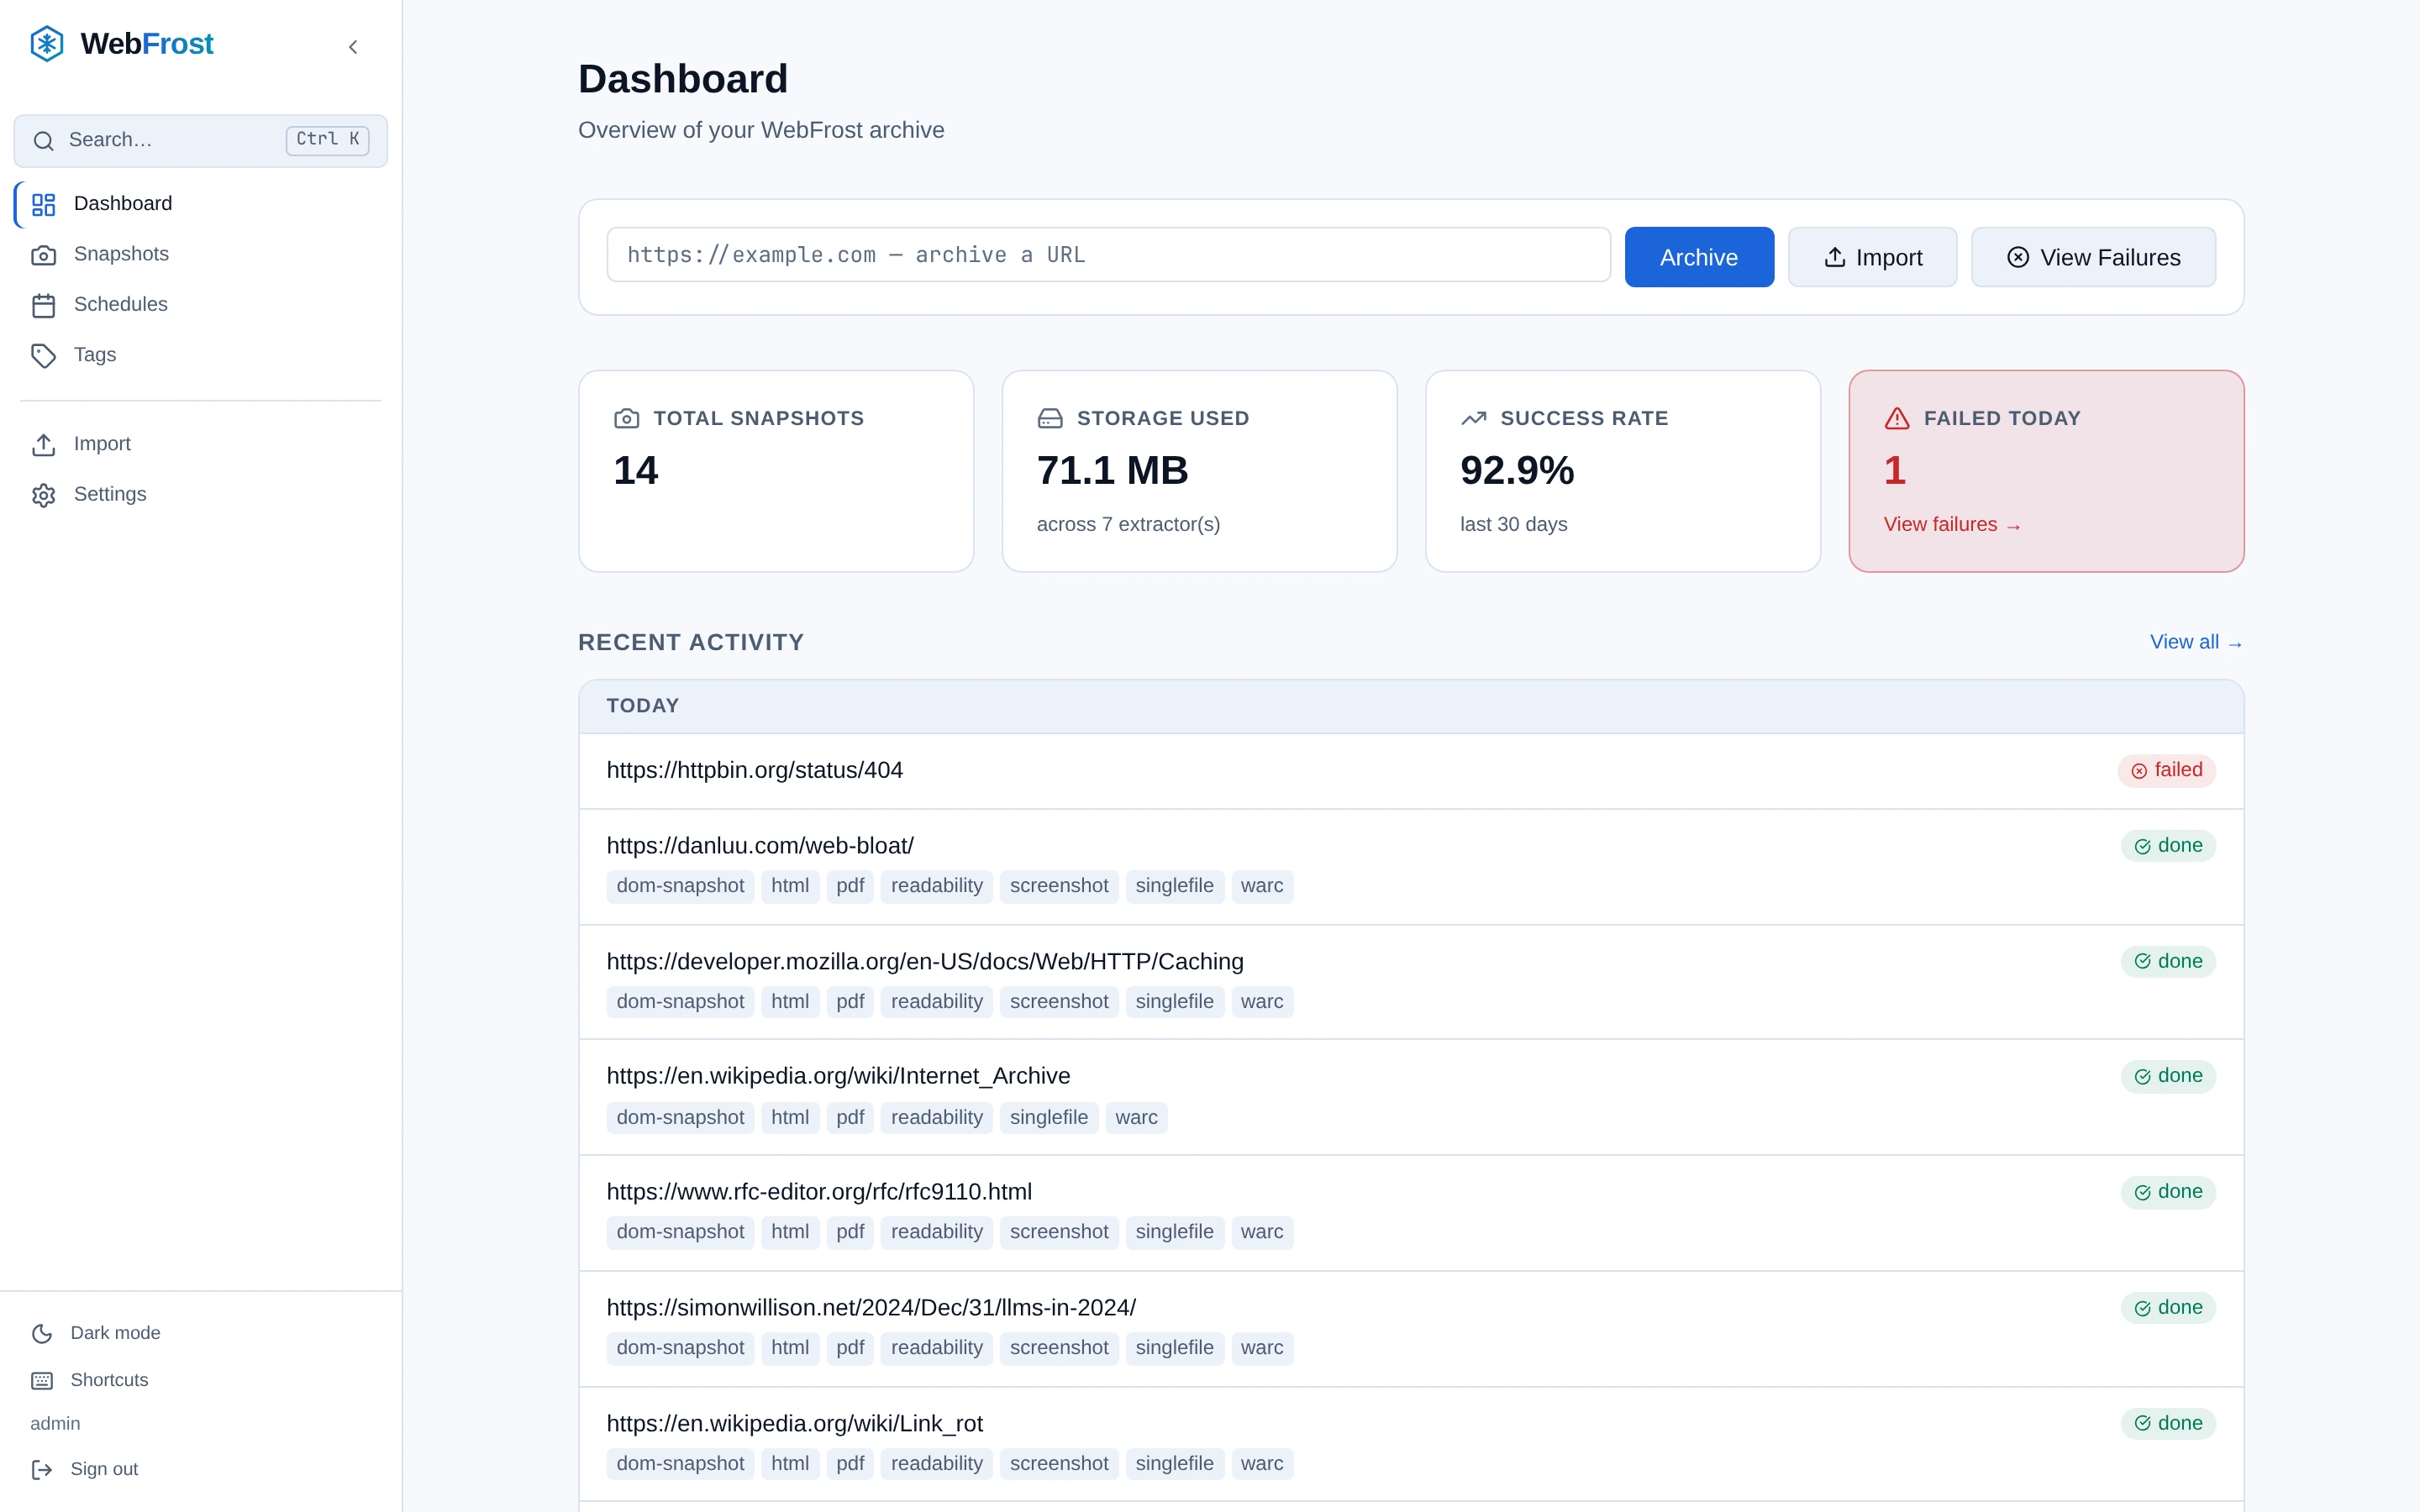 WebFrost
Search… Ctrl K
Dashboard
Snapshots
Schedules
Tags
Import
Settings
Dark mode
Shortcuts
admin
Sign out
Dashboard
Overview of your WebFrost archive
https://example.com — archive a URL Archive Import View Failures
TOTAL SNAPSHOTS
14
STORAGE USED
71.1 MB
across 7 extractor(s)
SUCCESS RATE
92.9%
last 30 days
FAILED TODAY
1
View failures →
RECENT ACTIVITY View all →
TODAY
https://httpbin.org/status/404 failed
https://danluu.com/web-bloat/ done
dom-snapshot html pdf readability screenshot singlefile warc
https://developer.mozilla.org/en-US/docs/Web/HTTP/Caching done
dom-snapshot html pdf readability screenshot singlefile warc
https://en.wikipedia.org/wiki/Internet_Archive done
dom-snapshot html pdf readability singlefile warc
https://www.rfc-editor.org/rfc/rfc9110.html done
dom-snapshot html pdf readability screenshot singlefile warc
https://simonwillison.net/2024/Dec/31/llms-in-2024/ done
dom-snapshot html pdf readability screenshot singlefile warc
https://en.wikipedia.org/wiki/Link_rot done
dom-snapshot html pdf readability screenshot singlefile warc